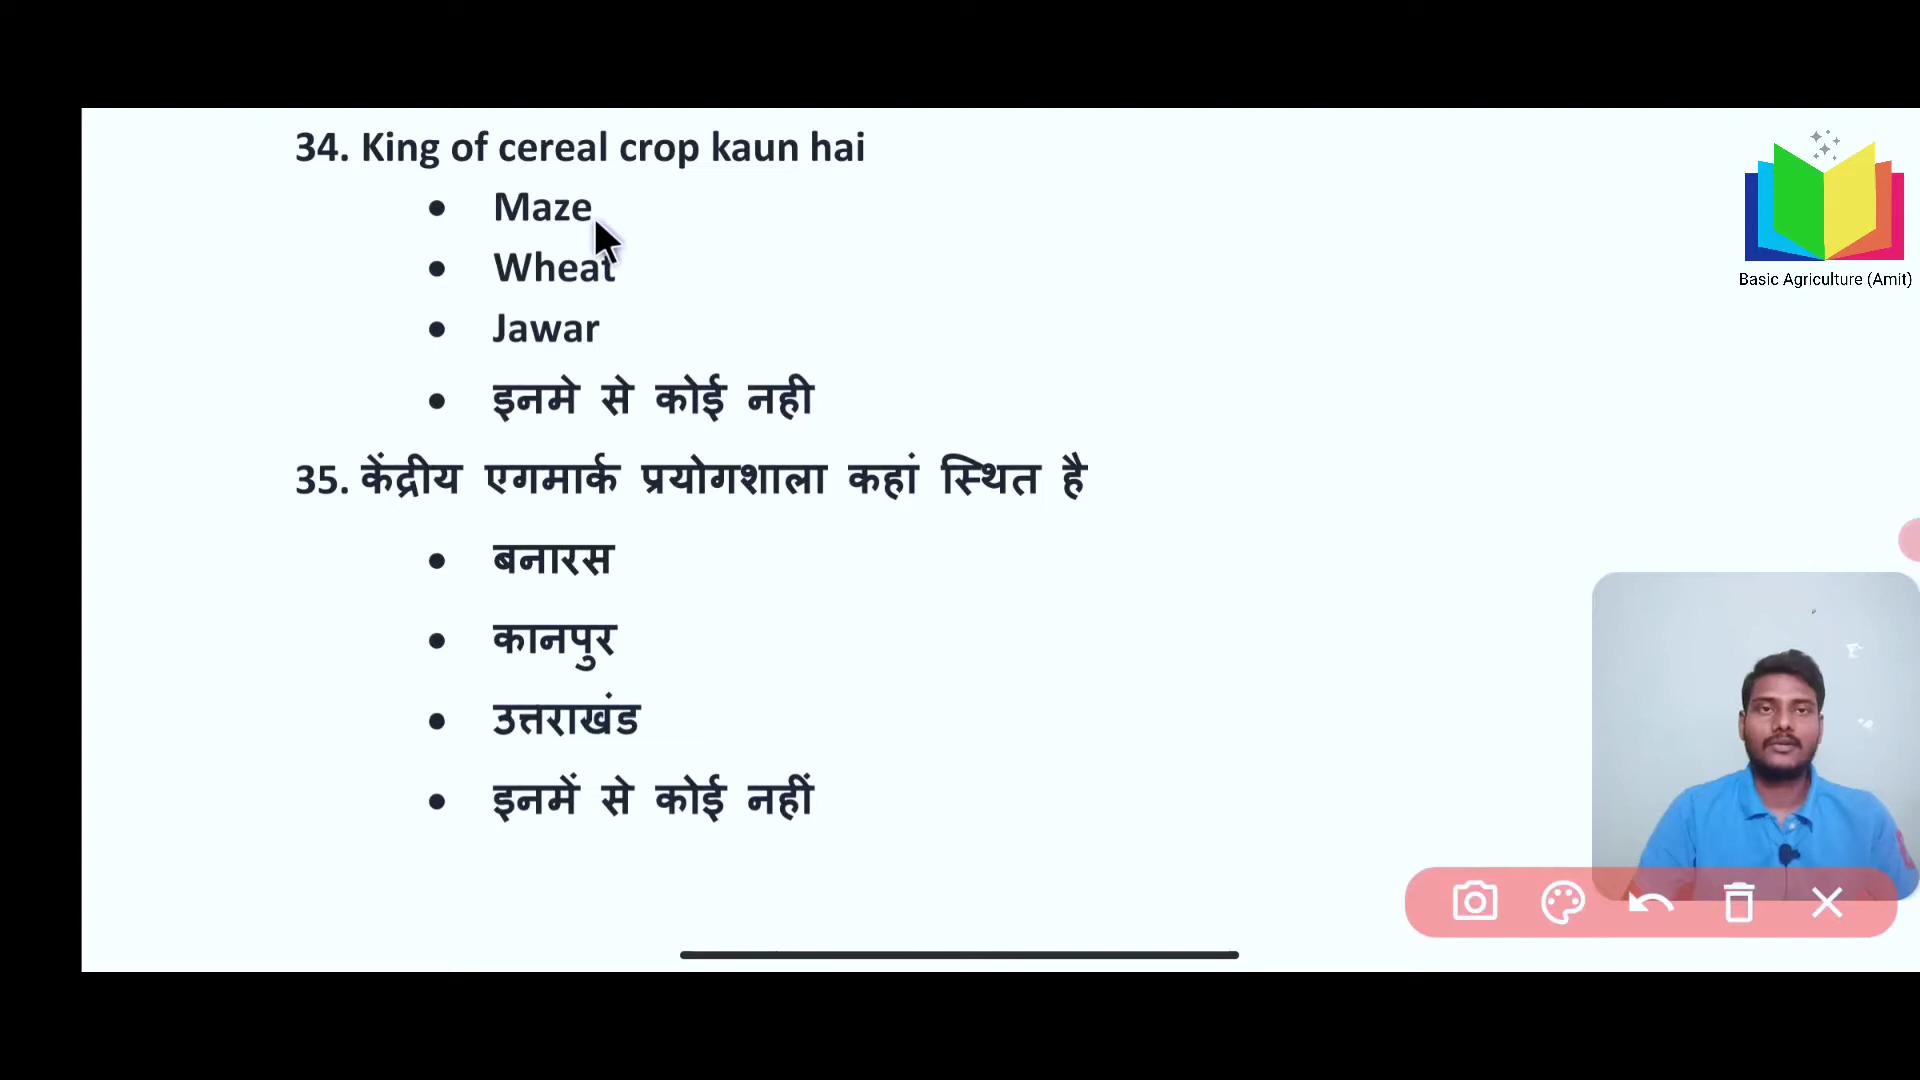 34. King of cereal crop kaun hai
• Maze
• Wheat
• Jawar
• इनमे से कोई नही
35. केंद्रीय एगमार्क प्रयोगशाला कहां स्थित है
• बनारस
• कानपुर
• उत्तराखंड
• इनमें से कोई नहीं
Basic Agriculture (Amit)